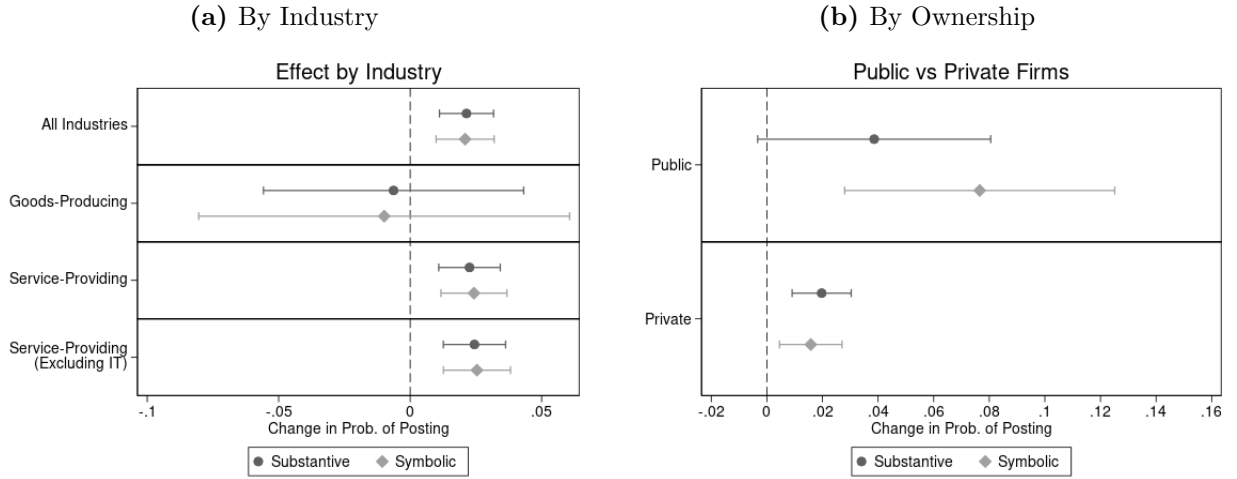 (a) By Industry
Effect by Industry
All Industries
Goods-Producing
Service-Providing
Service-Providing
(Excluding IT)
-.1 -.05 0 .05
Change in Prob. of Posting
Substantive Symbolic
(b) By Ownership
Public vs Private Firms
Public
Private
-.02 0 .02 .04 .06 .08 .1 .12 .14 .16
Change in Prob. of Posting
Substantive Symbolic